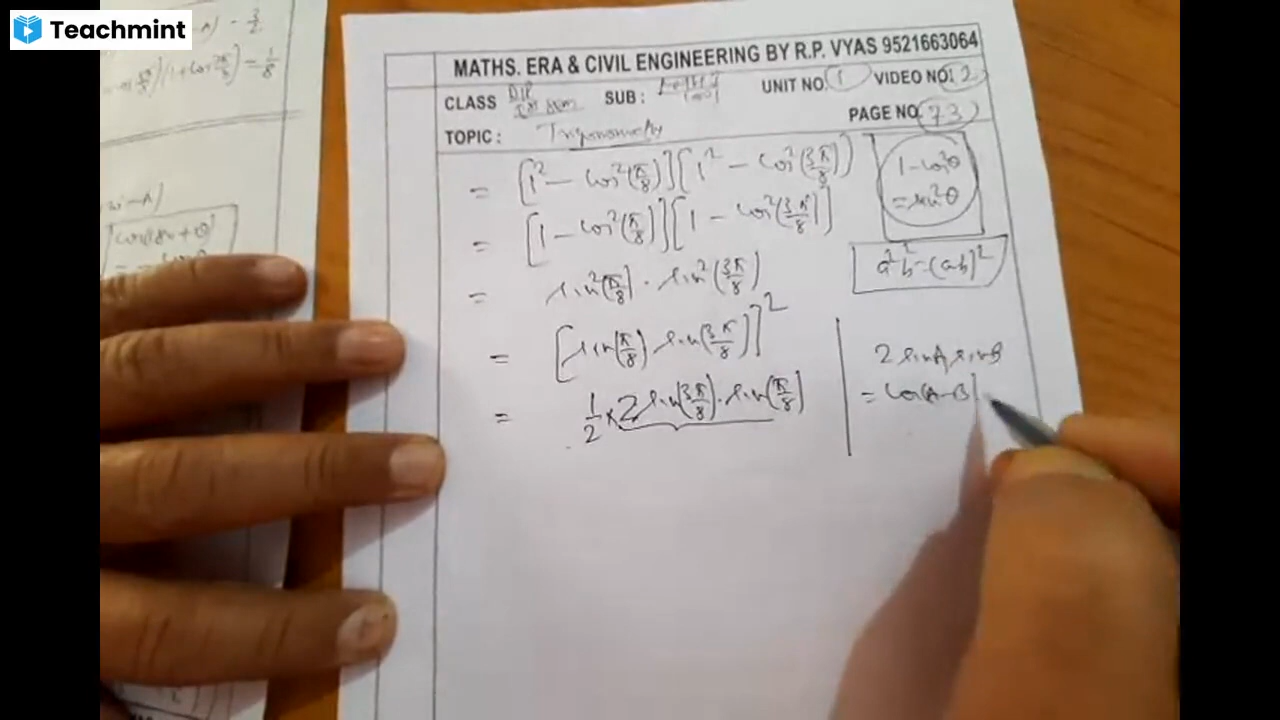 Teachmint
= 1/8
MATHS. ERA & CIVIL ENGINEERING BY R.P. VYAS 9521663064
CLASS SUB : UNIT NO. 1 VIDEO NO. 12
TOPIC : Trigonometry PAGE NO. 73
= [1² - cos²(π/8)][1² - cos²(3π/8)]
= [1 - cos²(π/8)][1 - cos²(3π/8)]
= sin²(π/8) · sin²(3π/8)
= [sin(π/8) sin(3π/8)]²
= 1/2 × 2 sin(3π/8) · sin(π/8)
1 - cos²θ
= sin²θ
a²b² = (ab)²
2 sinA sinB
= cos(A-B)